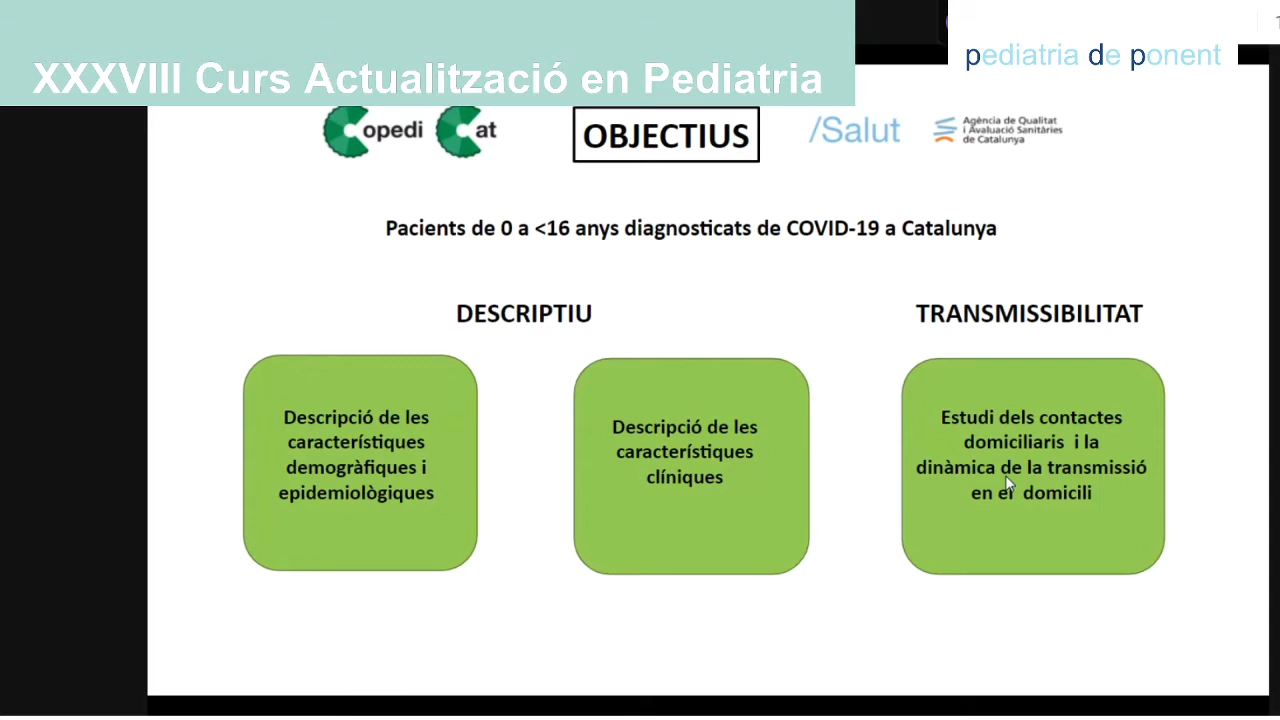 XXXVIII Curs Actualització en Pediatria
pediatria de ponent
opedi
at
OBJECTIUS
/Salut
Agència de Qualitat
i Avaluació Sanitàries
de Catalunya
Pacients de 0 a <16 anys diagnosticats de COVID-19 a Catalunya
DESCRIPTIU
TRANSMISSIBILITAT
Descripció de les
característiques
demogràfiques i
epidemiològiques
Descripció de les
característiques
clíniques
Estudi dels contactes
domiciliaris i la
dinàmica de la transmissió
en el domicili